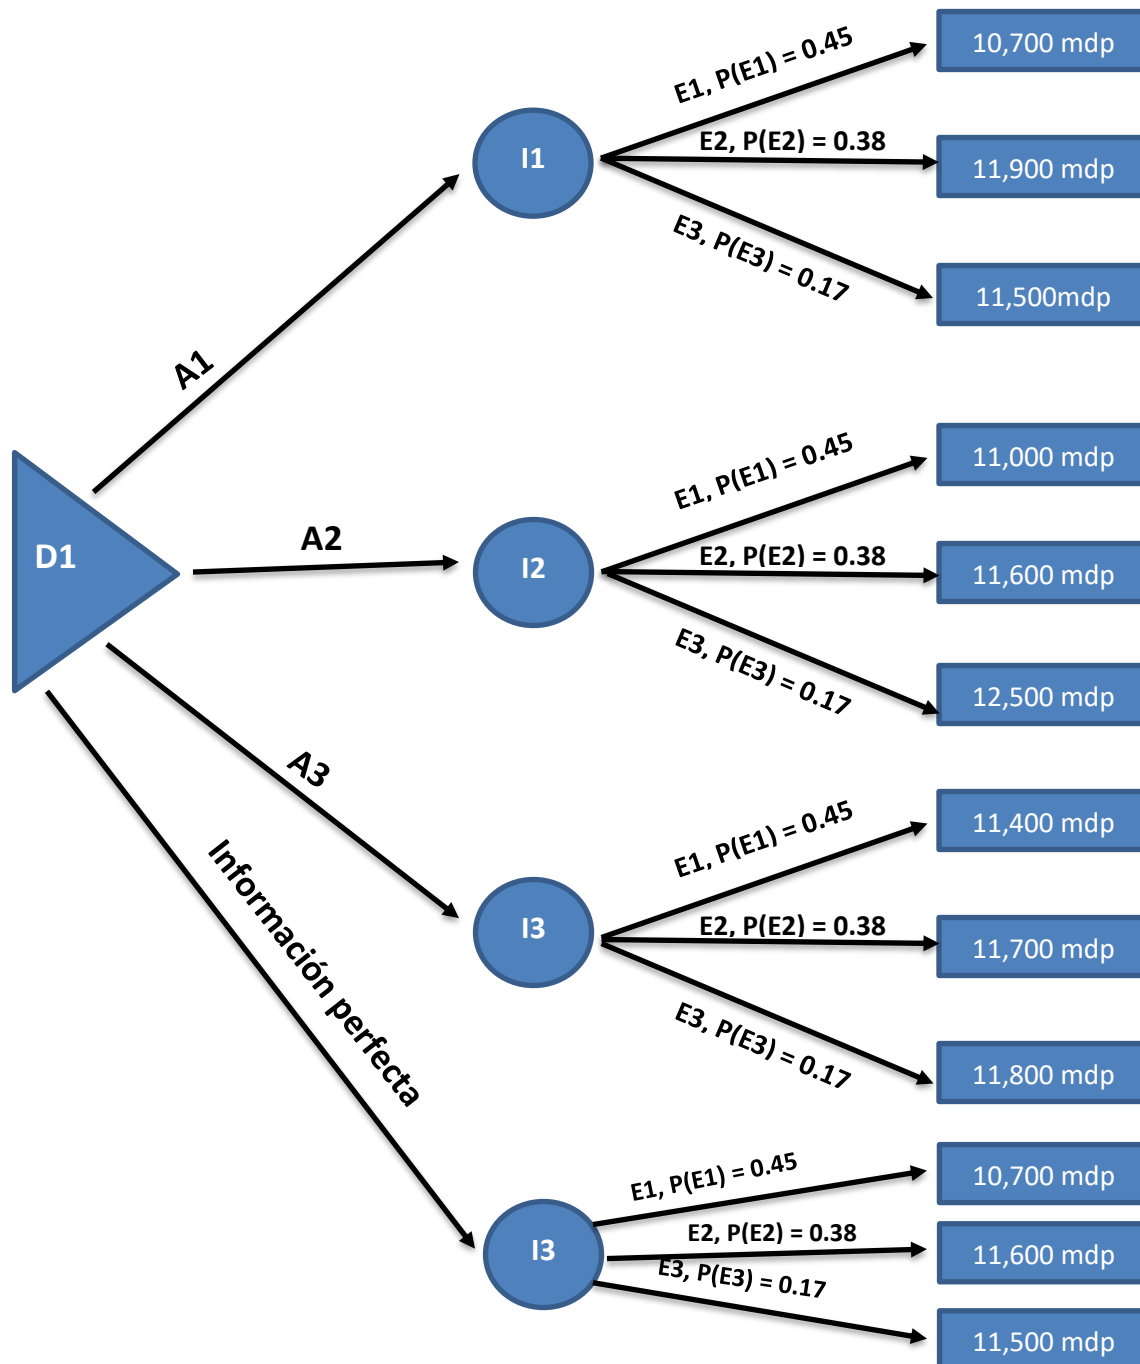 E1, P(E1) = 0.45
10,700 mdp
I1
E2, P(E2) = 0.38
11,900 mdp
E3, P(E3) = 0.17
11,500mdp
A1
D1
A2
I2
E1, P(E1) = 0.45
11,000 mdp
E2, P(E2) = 0.38
11,600 mdp
E3, P(E3) = 0.17
12,500 mdp
A3
I3
E1, P(E1) = 0.45
11,400 mdp
E2, P(E2) = 0.38
11,700 mdp
E3, P(E3) = 0.17
11,800 mdp
Información perfecta
I3
E1, P(E1) = 0.45
10,700 mdp
E2, P(E2) = 0.38
11,600 mdp
E3, P(E3) = 0.17
11,500 mdp